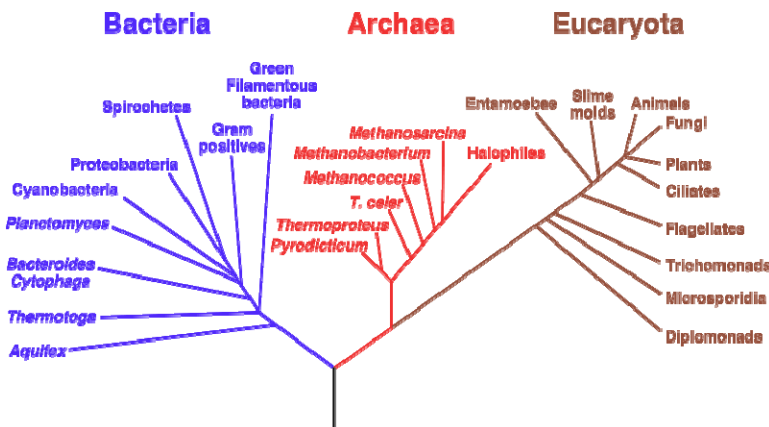 Bacteria
Archaea
Eucaryota
Green
Filamentous
bacteria
Spirochetes
Gram
positives
Proteobacteria
Cyanobacteria
Planctomyces
Bacteroides
Cytophaga
Thermotoga
Aquifex
Methanosarcina
Methanobacterium
Halophiles
Methanococcus
T. celer
Thermoproteus
Pyrodicticum
Entamoebae
Slime
molds
Animals
Fungi
Plants
Ciliates
Flagellates
Trichomonads
Microsporidia
Diplomonads